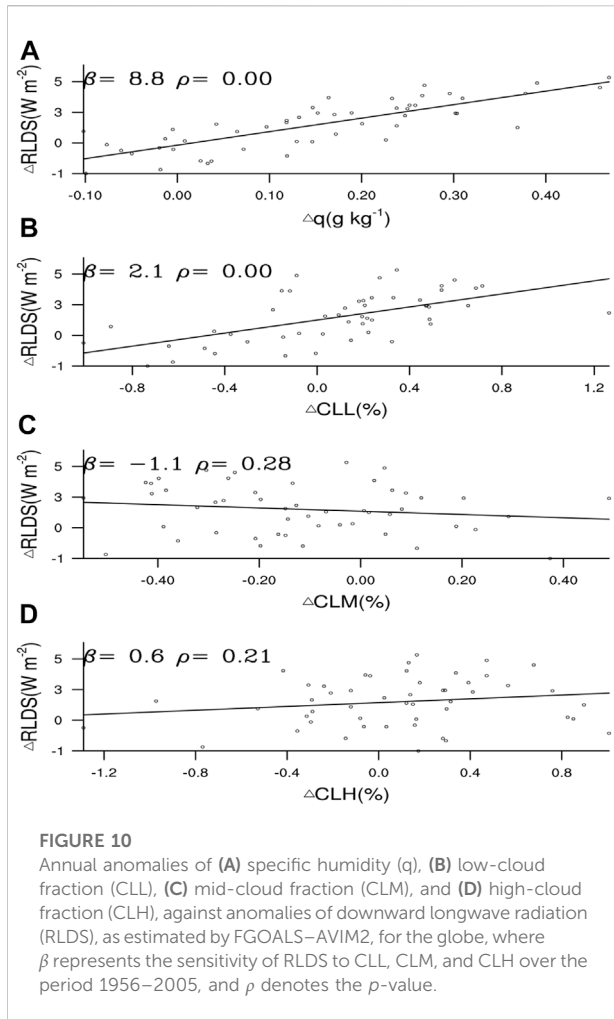 A
β= 8.8 ρ= 0.00
△RLDS(W m-2)
5
3
0
-1
-0.10 0.00 0.10 0.20 0.30 0.40
△q(g kg-1)
B
β= 2.1 ρ= 0.00
△RLDS(W m-2)
5
3
0
-1
-0.8 -0.4 0.0 0.4 0.8 1.2
△CLL(%)
C
β= −1.1 ρ= 0.28
△RLDS(W m-2)
5
3
0
-1
-0.40 -0.20 0.00 0.20 0.40
△CLM(%)
D
β= 0.6 ρ= 0.21
△RLDS(W m-2)
5
3
0
-1
-1.2 -0.8 -0.4 0.0 0.4 0.8
△CLH(%)
FIGURE 10
Annual anomalies of (A) specific humidity (q), (B) low-cloud
fraction (CLL), (C) mid-cloud fraction (CLM), and (D) high-cloud
fraction (CLH), against anomalies of downward longwave radiation
(RLDS), as estimated by FGOALS–AVIM2, for the globe, where
β represents the sensitivity of RLDS to CLL, CLM, and CLH over the
period 1956–2005, and ρ denotes the p-value.